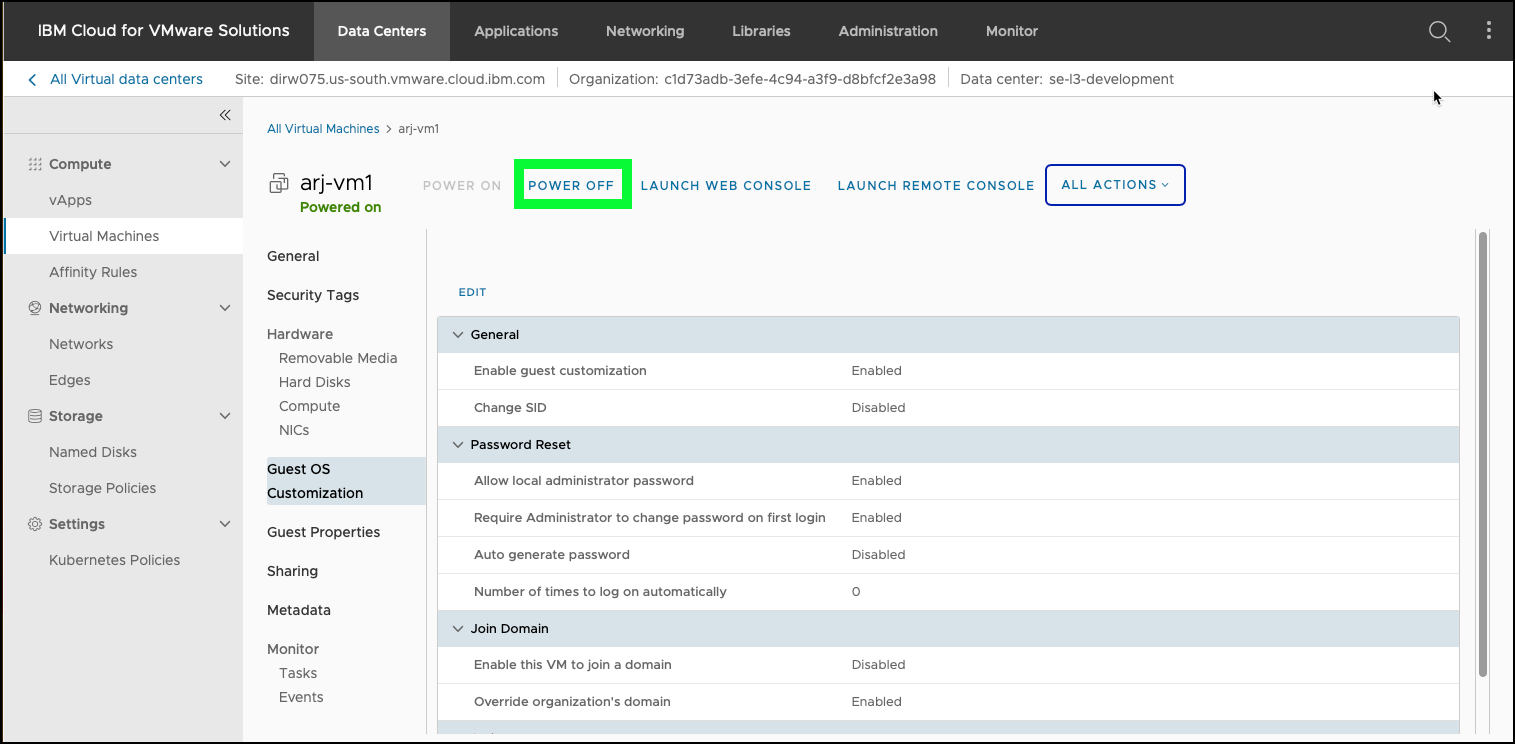 IBM Cloud for VMware Solutions Data Centers Applications Networking Libraries Administration Monitor
All Virtual data centers Site: dirw075.us-south.vmware.cloud.ibm.com Organization: c1d73adb-3efe-4c94-a3f9-d8bfcf2e3a98 Data center: se-l3-development
All Virtual Machines > arj-vm1
Compute
vApps
Virtual Machines
Affinity Rules
Networking
Networks
Edges
Storage
Named Disks
Storage Policies
Settings
Kubernetes Policies
arj-vm1 POWER ON POWER OFF LAUNCH WEB CONSOLE LAUNCH REMOTE CONSOLE ALL ACTIONS
Powered on
General
Security Tags
Hardware
Removable Media
Hard Disks
Compute
NICs
Guest OS
Customization
Guest Properties
Sharing
Metadata
Monitor
Tasks
Events
EDIT
General
Enable guest customization Enabled
Change SID Disabled
Password Reset
Allow local administrator password Enabled
Require Administrator to change password on first login Enabled
Auto generate password Disabled
Number of times to log on automatically 0
Join Domain
Enable this VM to join a domain Disabled
Override organization's domain Enabled